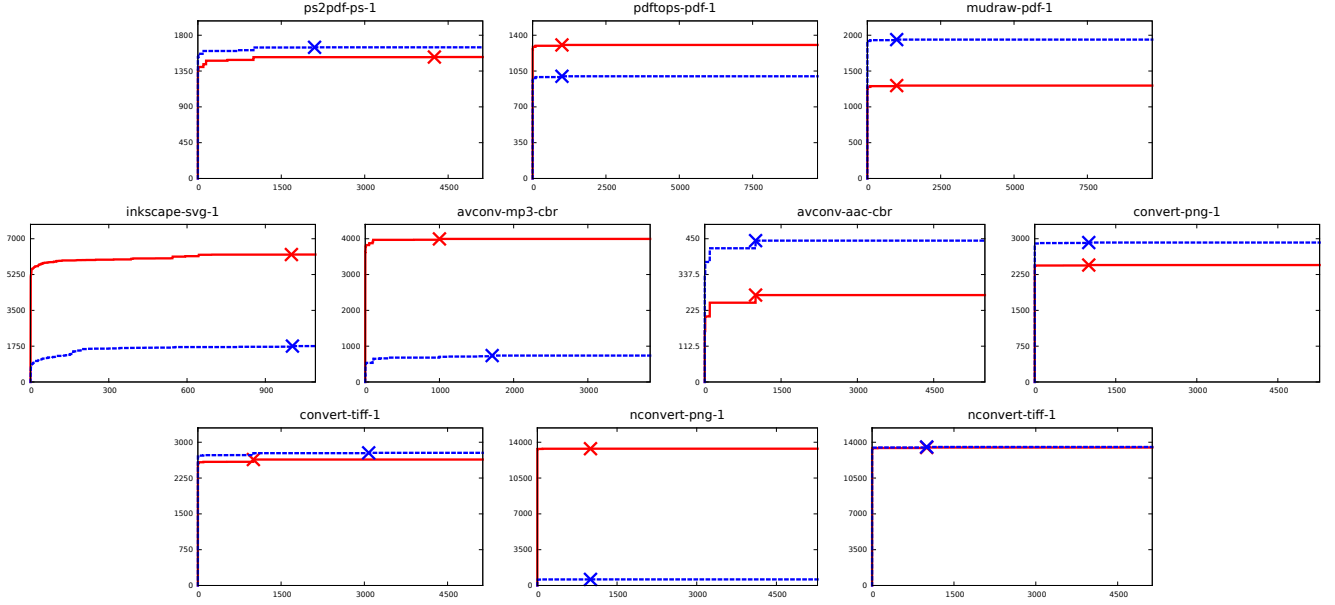 ps2pdf-ps-1
1800
1350
900
450
0
0 1500 3000 4500
pdftops-pdf-1
1400
1050
700
350
0
0 2500 5000 7500
mudraw-pdf-1
2000
1500
1000
500
0
0 2500 5000 7500
inkscape-svg-1
7000
5250
3500
1750
0
0 300 600 900
avconv-mp3-cbr
4000
3000
2000
1000
0
0 1000 2000 3000
avconv-aac-cbr
450
337.5
225
112.5
0
0 1500 3000 4500
convert-png-1
3000
2250
1500
750
0
0 1500 3000 4500
convert-tiff-1
3000
2250
1500
750
0
0 1500 3000 4500
nconvert-png-1
14000
10500
7000
3500
0
0 1500 3000 4500
nconvert-tiff-1
14000
10500
7000
3500
0
0 1500 3000 4500